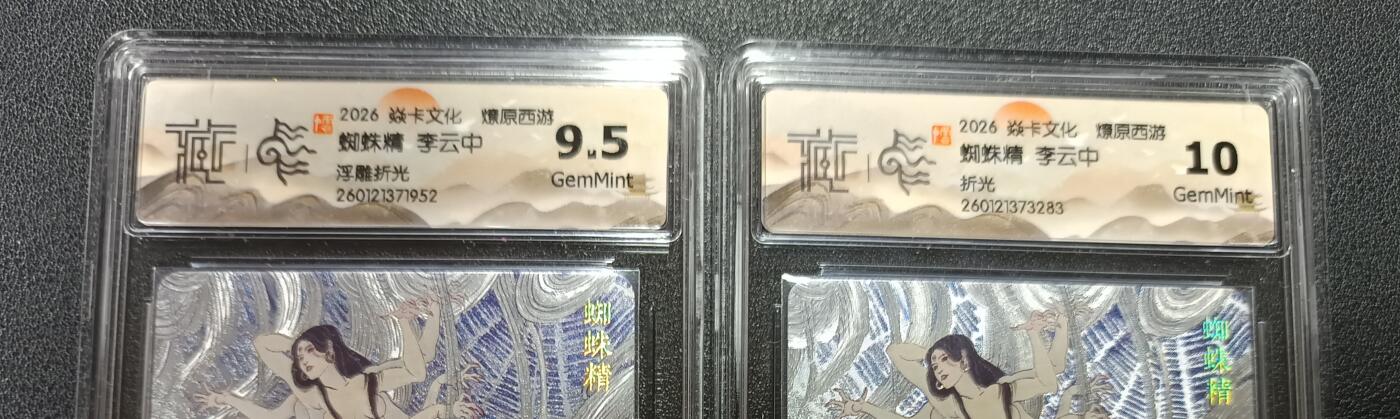 2026 焱卡文化 燎原西游
蜘蛛精 李云中
浮雕折光
260121371952
9.5
GemMint
蜘蛛精
2026 焱卡文化 燎原西游
蜘蛛精 李云中
折光
260121373283
10
GemMint
蜘蛛精